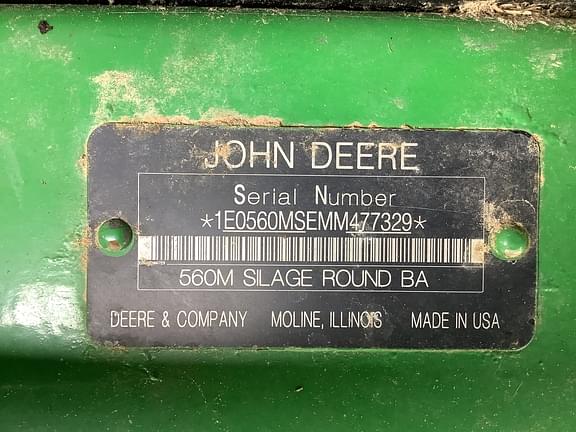 JOHN DEERE
Serial Number
*1E0560MSEMM477329*
560M SILAGE ROUND BA
DEERE & COMPANY MOLINE, ILLINOIS MADE IN USA